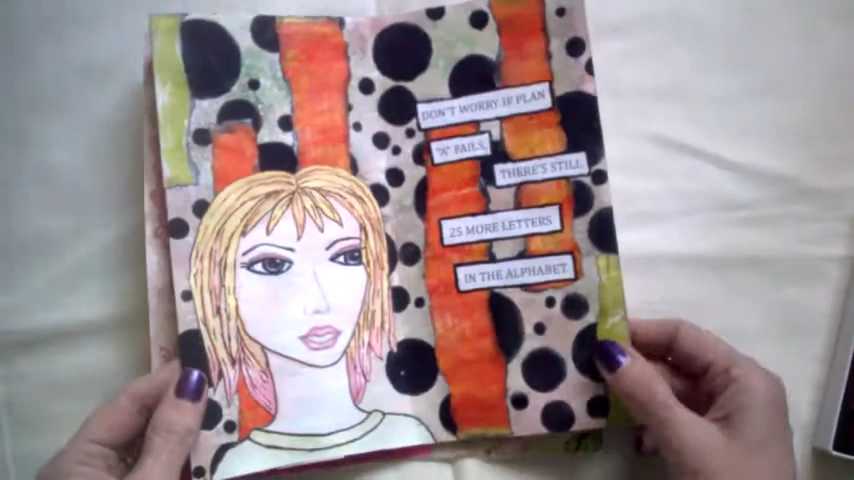 DON'T WORRY IF PLAN
"A" FAILS,
THERE'S STILL
25 MORE LETTERS
IN THE ALPHABET